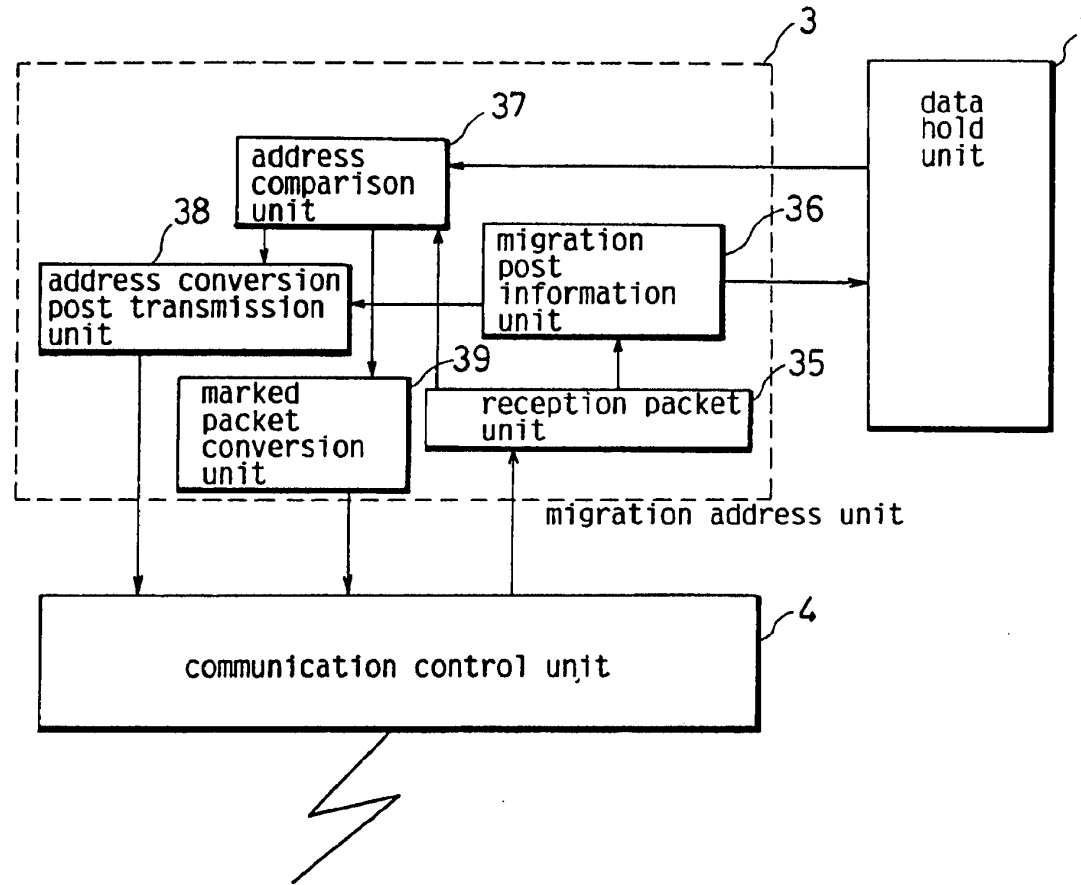 3
data
hold
unit
37
address
comparison
unit
38
36
migration
post
information
unit
address conversion
post transmission
unit
39
35
marked
packet
conversion
unit
reception packet
unit
migration address unit
4
communication control unit